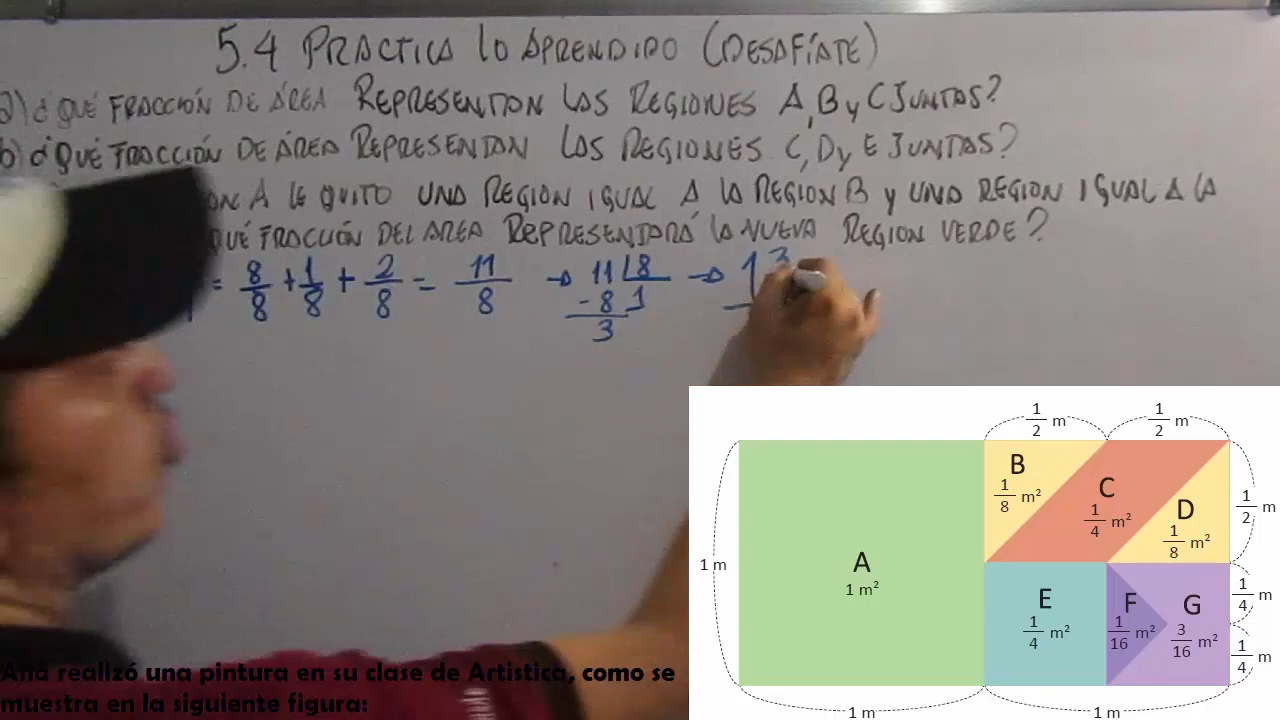 5.4 PRACTICA LO APRENDIDO (DESAFÍATE)
a) ¿QUÉ FRACCIÓN DE ÁREA REPRESENTAN LAS REGIONES A, B y C JUNTAS?
b) ¿QUÉ FRACCIÓN DE ÁREA REPRESENTAN LAS REGIONES C, D y E JUNTAS?
A LE QUITO UNA REGION IGUAL A LA REGION B y UNA REGION IGUAL A LA
QUÉ FRACCIÓN DEL AREA REPRESENTARÁ LA NUEVA REGION VERDE?
= 8/8 + 1/8 + 2/8 = 11/8 → 11 8 → 1 3
- 8 1
3
1/2 m 1/2 m
B
1/8 m²
C
1/4 m²
D
1/8 m²
1/2 m
A
1 m²
1 m
E
1/4 m²
F
1/16 m²
G
3/16 m²
1/4 m
1/4 m
1 m 1 m
Ana realizó una pintura en su clase de Artistica, como se
muestra en la siguiente figura: